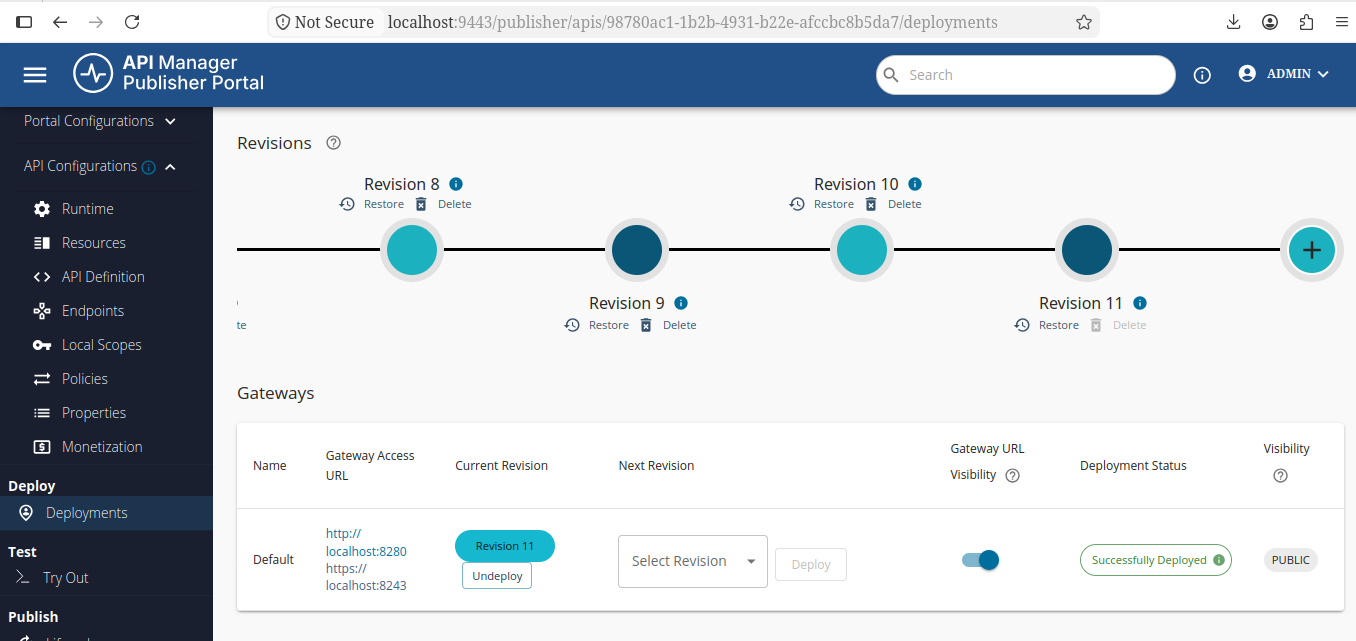 Not Secure localhost:9443/publisher/apis/98780ac1-1b2b-4931-b22e-afccbc8b5da7/deployments
API Manager
Publisher Portal
Search
ADMIN
Portal Configurations
API Configurations
Runtime
Resources
API Definition
Endpoints
Local Scopes
Policies
Properties
Monetization
Deploy
Deployments
Test
Try Out
Publish
Revisions
Revision 8
Restore Delete
Revision 10
Restore Delete
te
Revision 9
Restore Delete
Revision 11
Restore Delete
Gateways
Name
Gateway Access
URL
Current Revision
Next Revision
Gateway URL
Visibility
Deployment Status
Visibility
Default
http://
localhost:8280
https://
localhost:8243
Revision 11
Undeploy
Select Revision
Deploy
Successfully Deployed
PUBLIC